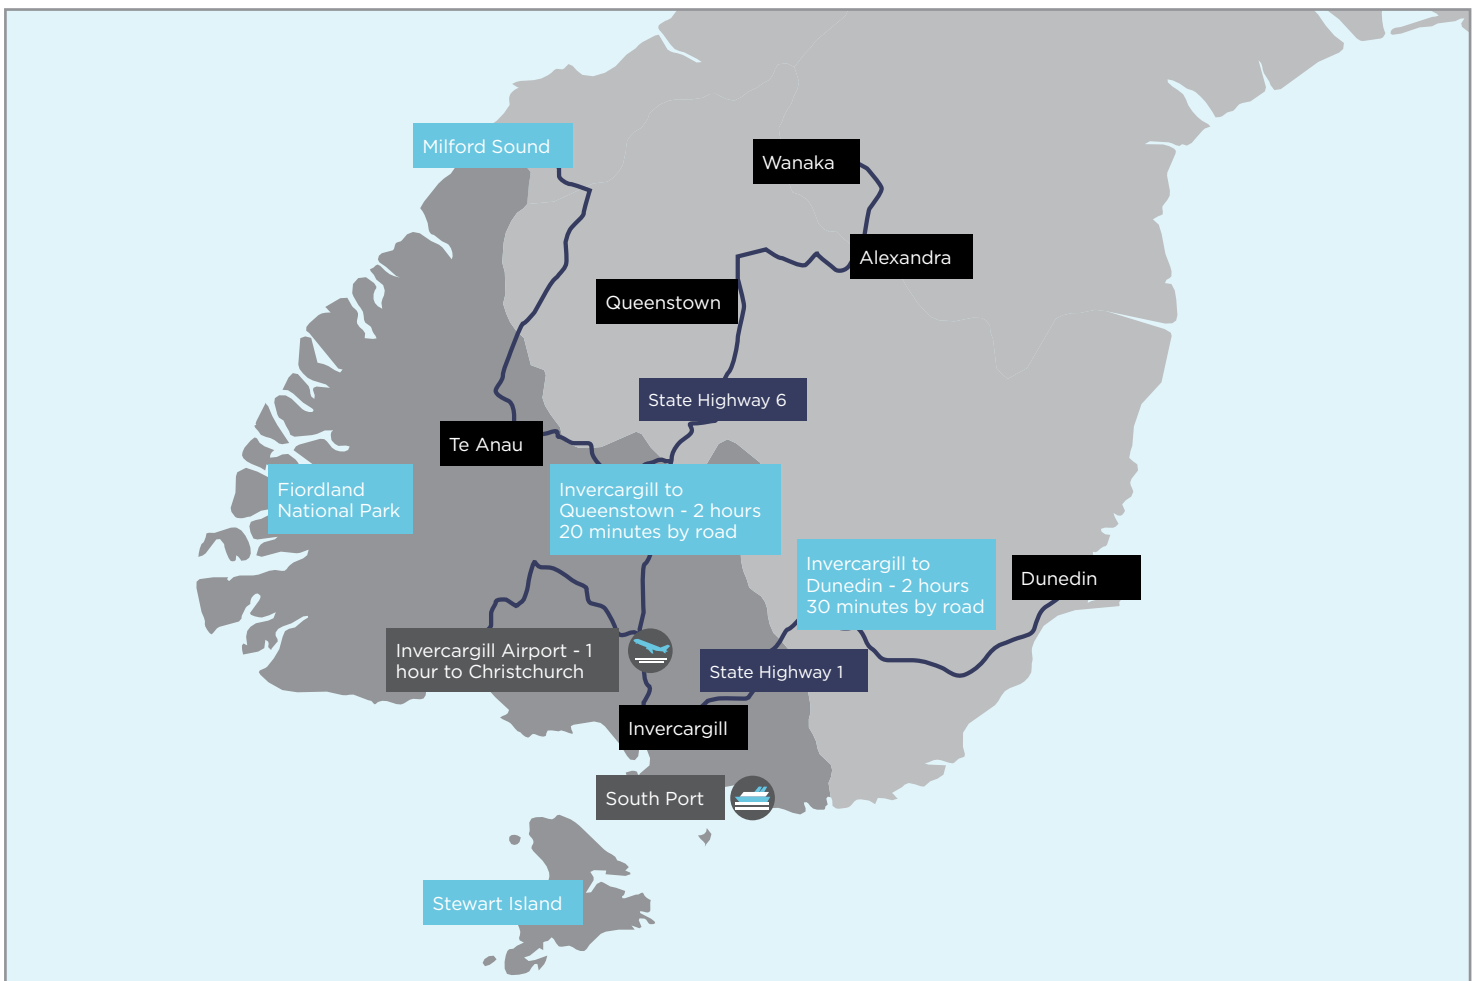 Milford Sound
Wanaka
Alexandra
Queenstown
State Highway 6
Te Anau
Fiordland
National Park
Invercargill to
Queenstown - 2 hours
20 minutes by road
Invercargill to
Dunedin - 2 hours
30 minutes by road
Dunedin
Invercargill Airport - 1
hour to Christchurch
State Highway 1
Invercargill
South Port
Stewart Island